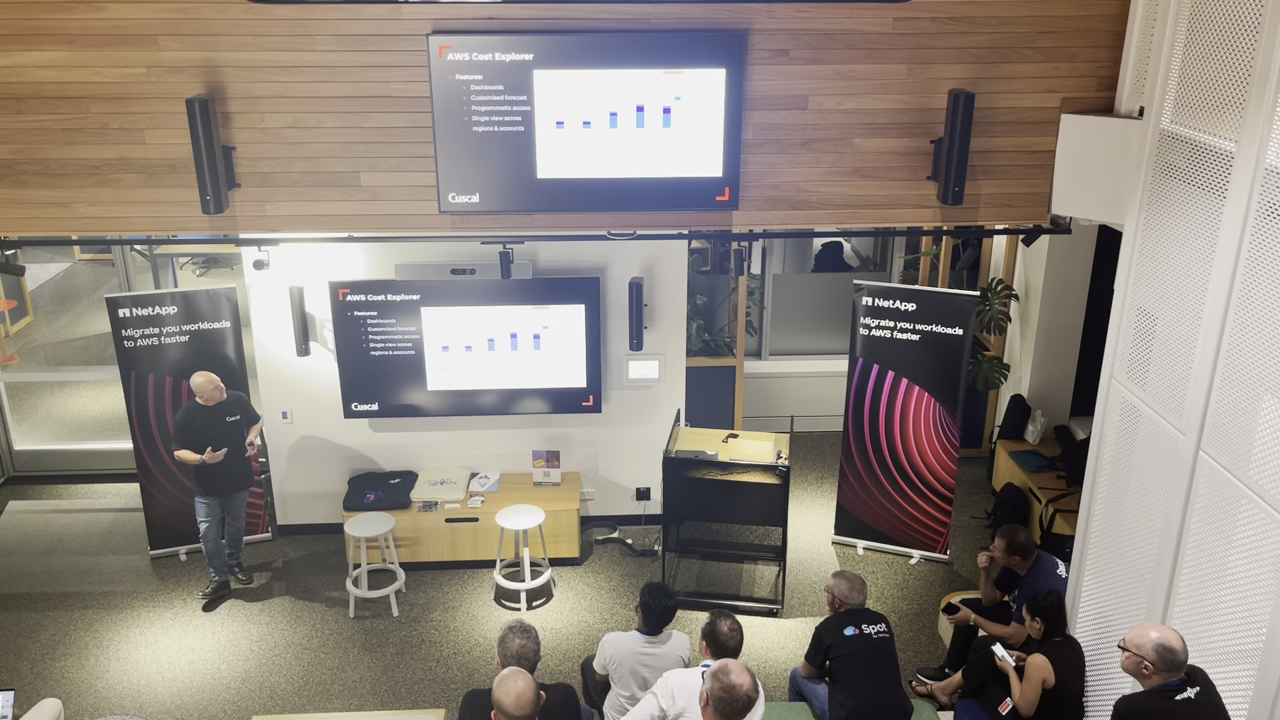 AWS Cost Explorer
Features:
Dashboards
Customised forecast
Programmatic access
Single view across
regions & accounts
Cuscal
AWS Cost Explorer
Features:
Dashboards
Customised forecast
Programmatic access
Single view across
regions & accounts
Cuscal
NetApp
Migrate you workloads
to AWS faster
NetApp
Migrate you workloads
to AWS faster
Cuscal
Spot